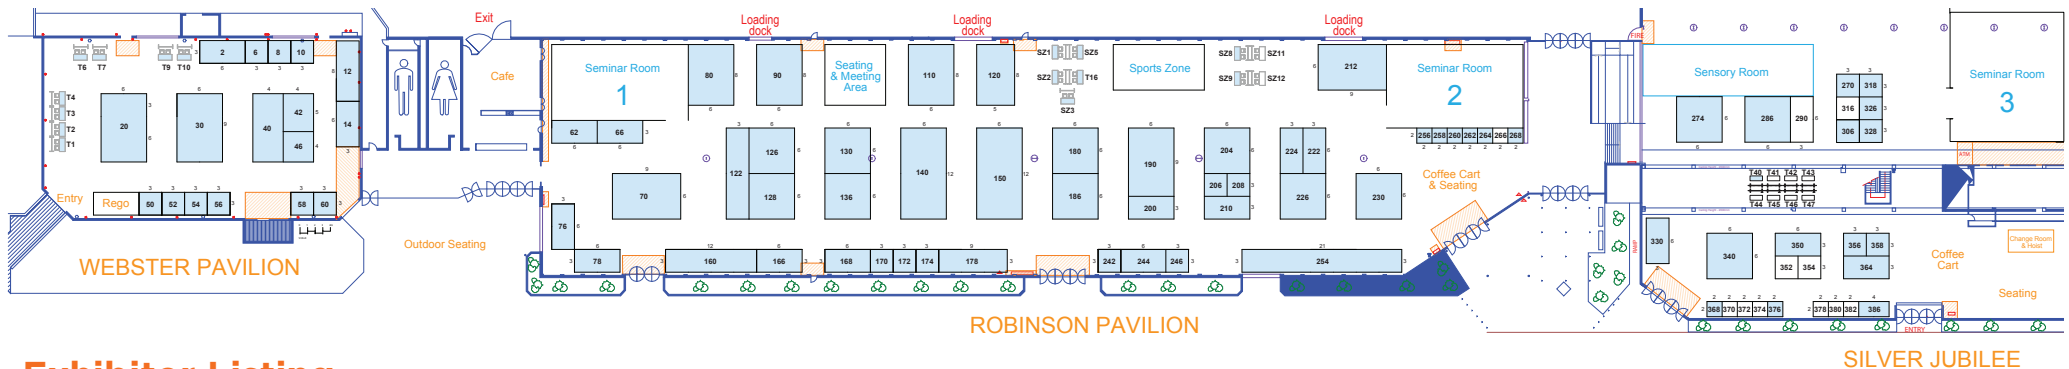 Exit
Loading
dock
Loading
dock
Loading
dock
FIRE
T6 T7 T9 T10
2 6 8 10
12
14
T4
T3
T2
T1
20 30 40 42 46
Entry
Rego
50 52 54 56 58 60
WEBSTER PAVILION
Cafe
Outdoor Seating
Seminar Room
1
62 66
80 90
Seating
& Meeting
Area
110 120
SZ1 SZ5
SZ2 T16
SZ3
Sports Zone
SZ8 SZ11
SZ9 SZ12
212
Seminar Room
2
256 258 260 262 264 266 268
70 76 78
122 126 128
130 136
140 150
180 186
190 200
204 206 208 210
224 222 226
230
Coffee Cart
& Seating
160 166 168 170 172 174 178
242 244 246 254
ROBINSON PAVILION
Sensory Room
274 286 290
270 318
316 326
306 328
Seminar Room
3
ATM
T40 T41 T42 T43
T44 T45 T46 T47
RAMP
330 340
350 352 354
356 358 364
Coffee
Cart
Change Room
& Hoist
Seating
368 370 372 374 376
378 380 382 386
ENTRY
SILVER JUBILEE
Exhibitor Listing